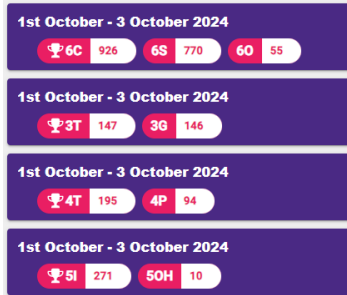 1st October - 3 October 2024
6C 926 6S 770 6O 55
1st October - 3 October 2024
3T 147 3G 146
1st October - 3 October 2024
4T 195 4P 94
1st October - 3 October 2024
5I 271 5OH 10